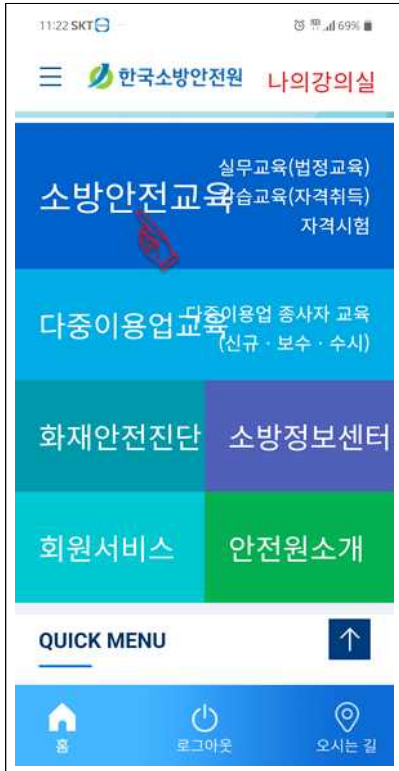 11:22 SKT
69%
한국소방안전원
나의강의실
소방안전교육
실무교육(법정교육)
강습교육(자격취득)
자격시험
다중이용업교육
다중이용업 종사자 교육
(신규 · 보수 · 수시)
화재안전진단
소방정보센터
회원서비스
안전원소개
QUICK MENU
홈
로그아웃
오시는 길